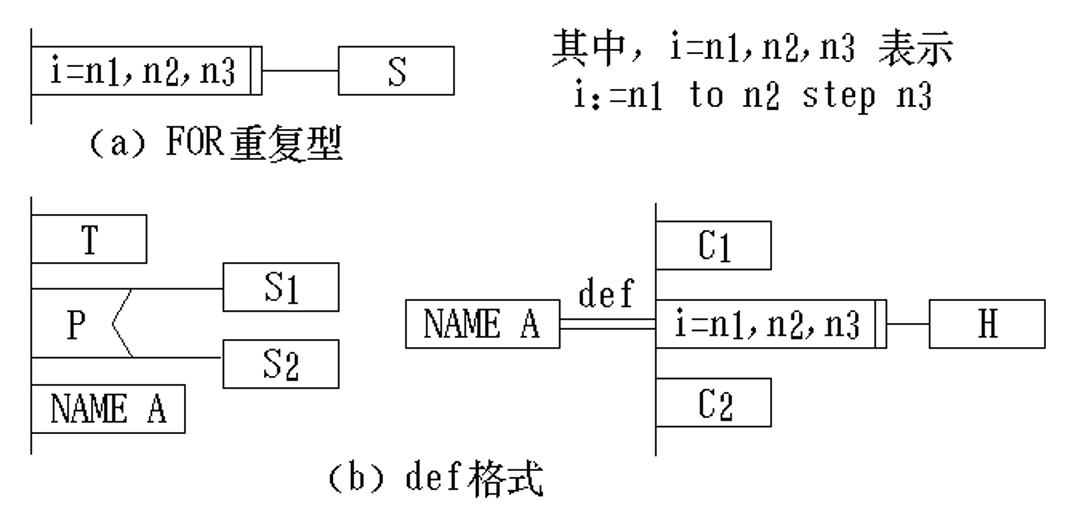 i=n1,n2,n3
S
其中，i=n1,n2,n3 表示
i:=n1 to n2 step n3
（a）FOR重复型
T
P
S1
S2
NAME A
NAME A
def
C1
i=n1,n2,n3
H
C2
（b）def格式